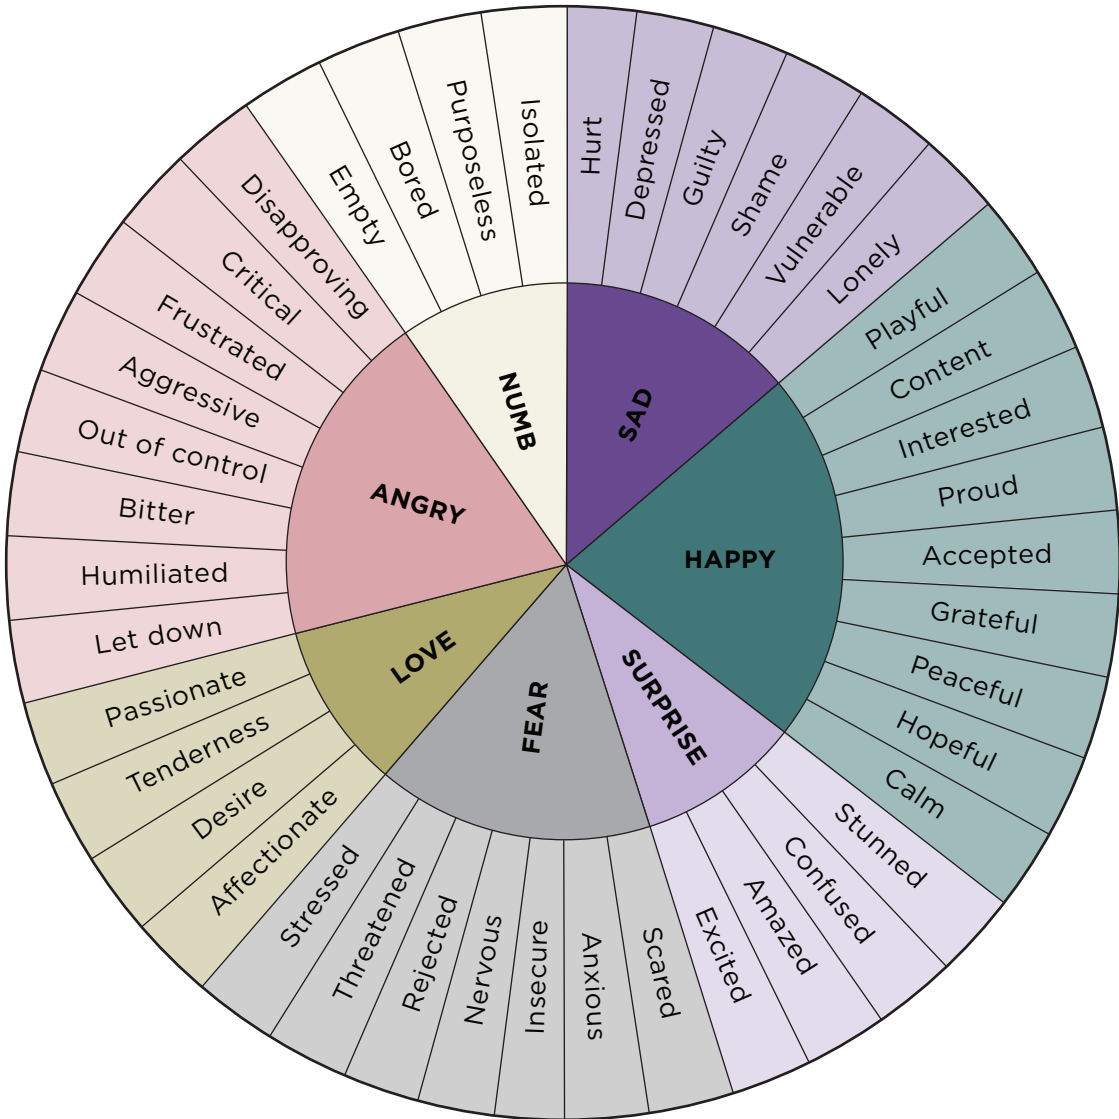 SAD
Hurt
Depressed
Guilty
Shame
Vulnerable
Lonely
HAPPY
Playful
Content
Interested
Proud
Accepted
Grateful
Peaceful
Hopeful
Calm
SURPRISE
Stunned
Confused
Amazed
Excited
FEAR
Scared
Anxious
Insecure
Nervous
Rejected
Threatened
Stressed
LOVE
Affectionate
Desire
Tenderness
Passionate
ANGRY
Let down
Humiliated
Bitter
Out of control
Aggressive
Frustrated
Critical
Disapproving
NUMB
Empty
Bored
Purposeless
Isolated